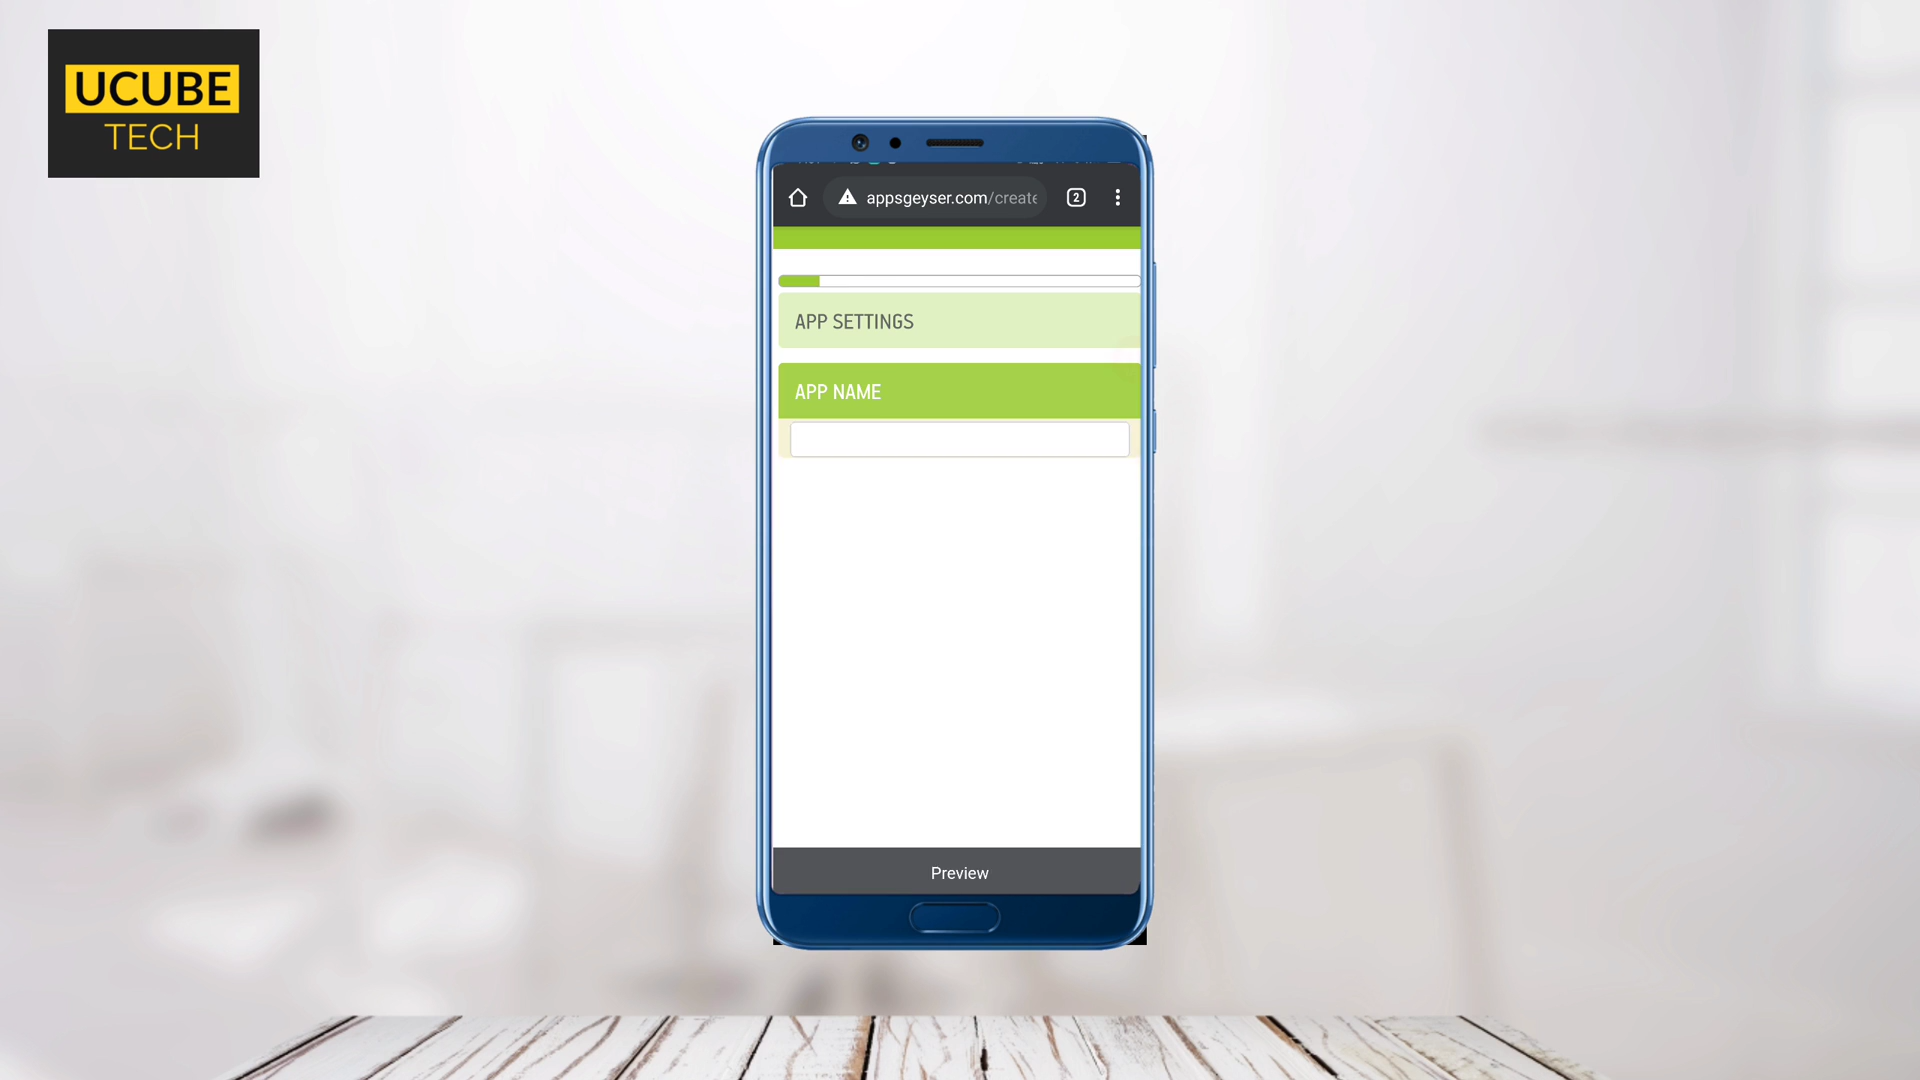 UCUBE
TECH
appsgeyser.com/create
2
APP SETTINGS
APP NAME
Preview